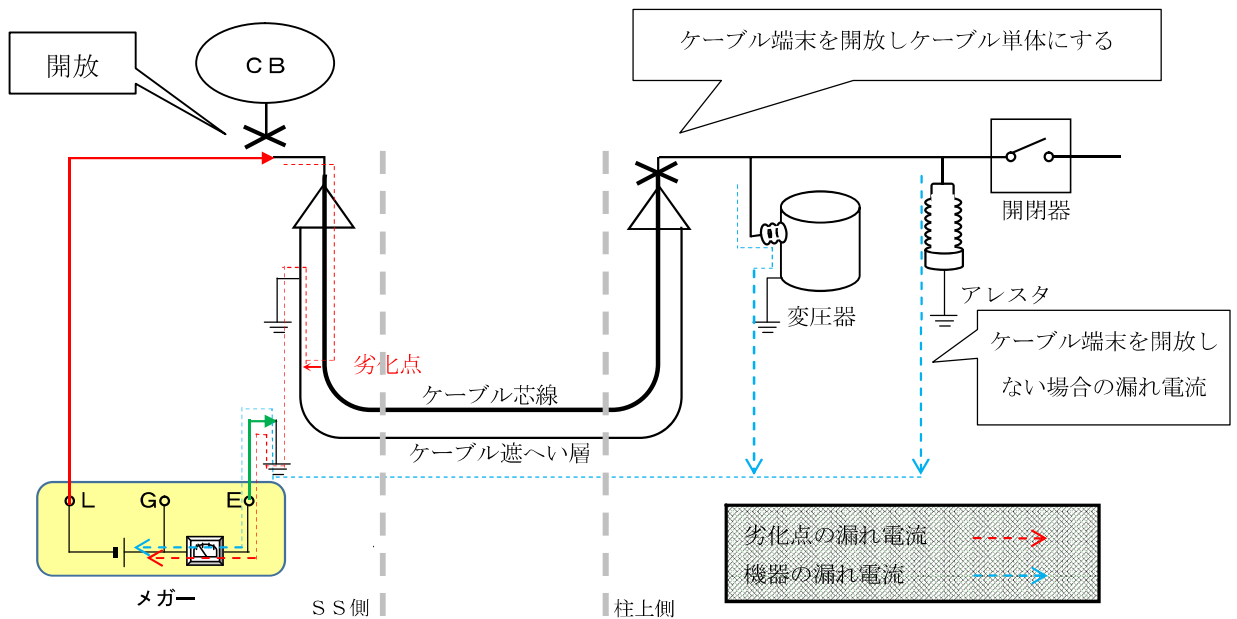 開放
ＣＢ
ケーブル端末を開放しケーブル単体にする
開閉器
アレスタ
変圧器
ケーブル端末を開放し
ない場合の漏れ電流
劣化点
ケーブル芯線
ケーブル遮へい層
L
G
E
メガー
ＳＳ側
柱上側
劣化点の漏れ電流
機器の漏れ電流